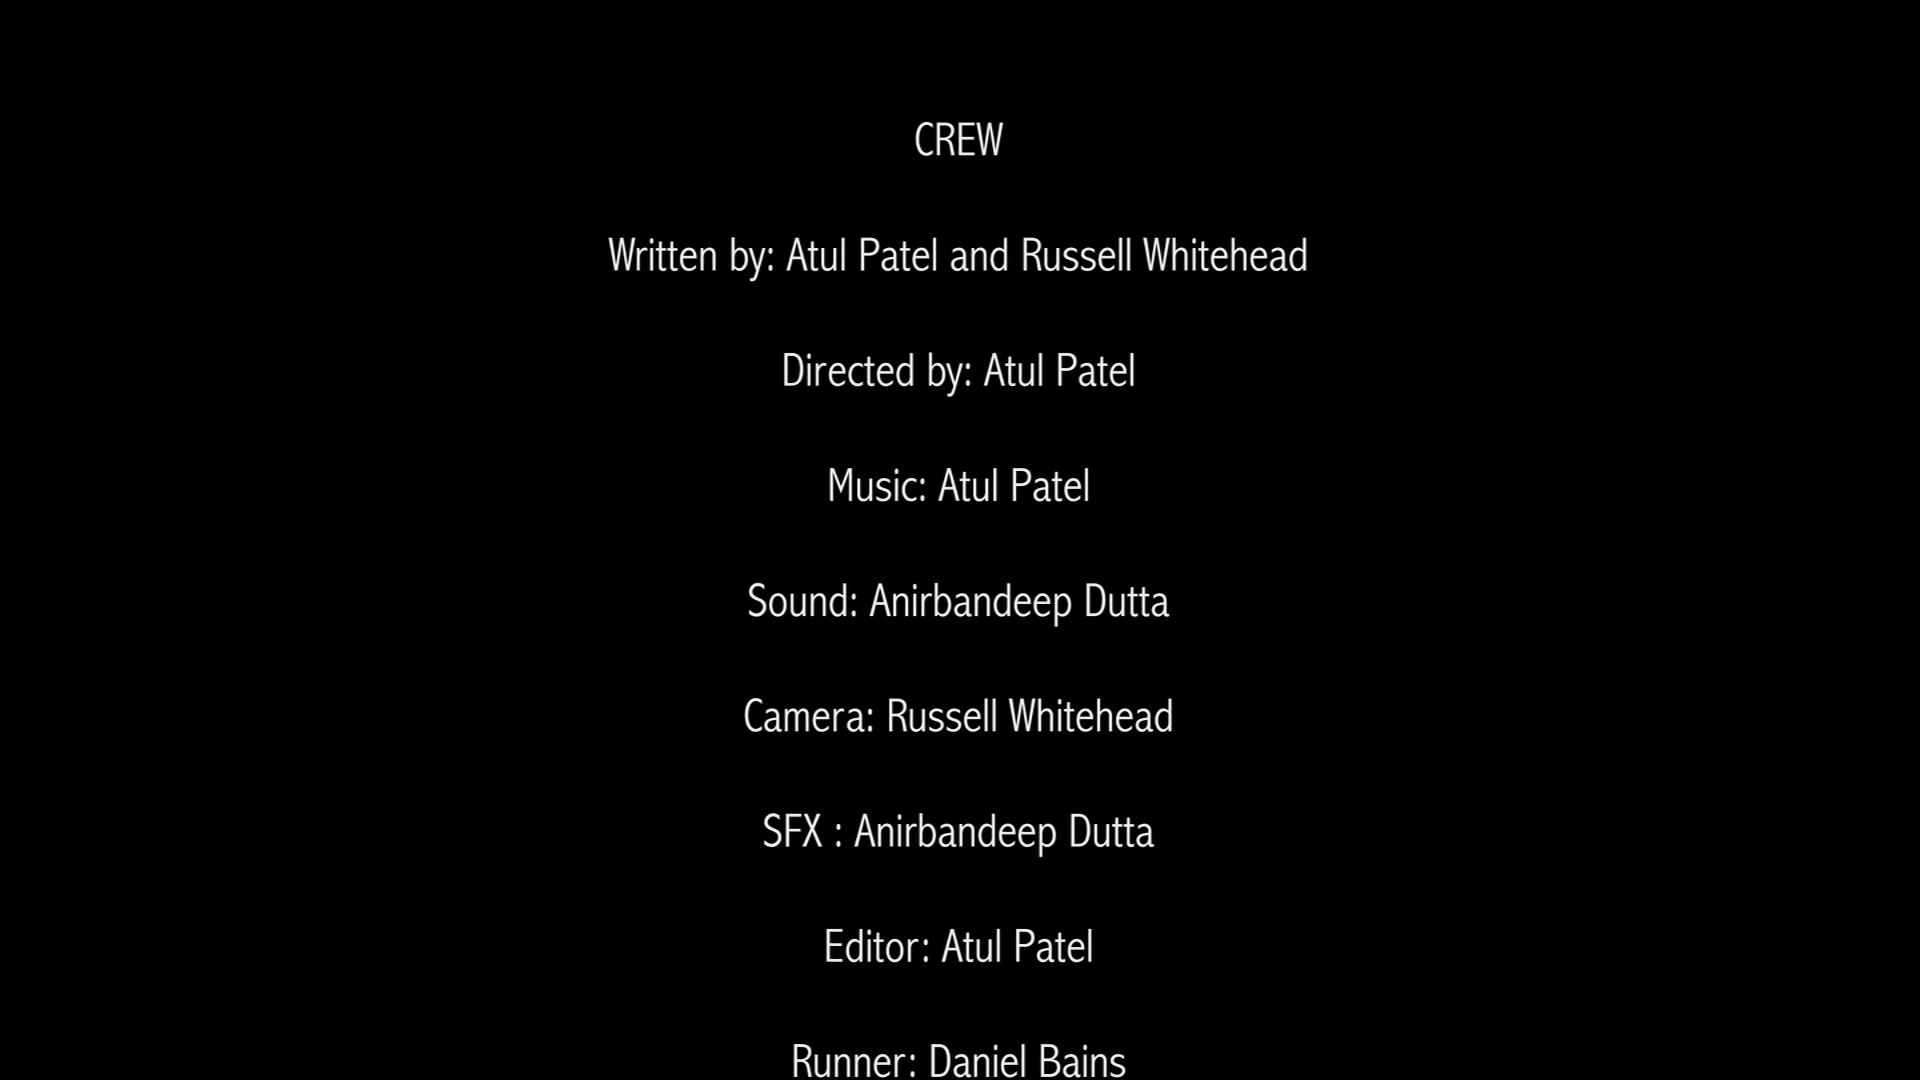 CREW
Written by: Atul Patel and Russell Whitehead
Directed by: Atul Patel
Music: Atul Patel
Sound: Anirbandeep Dutta
Camera: Russell Whitehead
SFX : Anirbandeep Dutta
Editor: Atul Patel
Runner: Daniel Bains